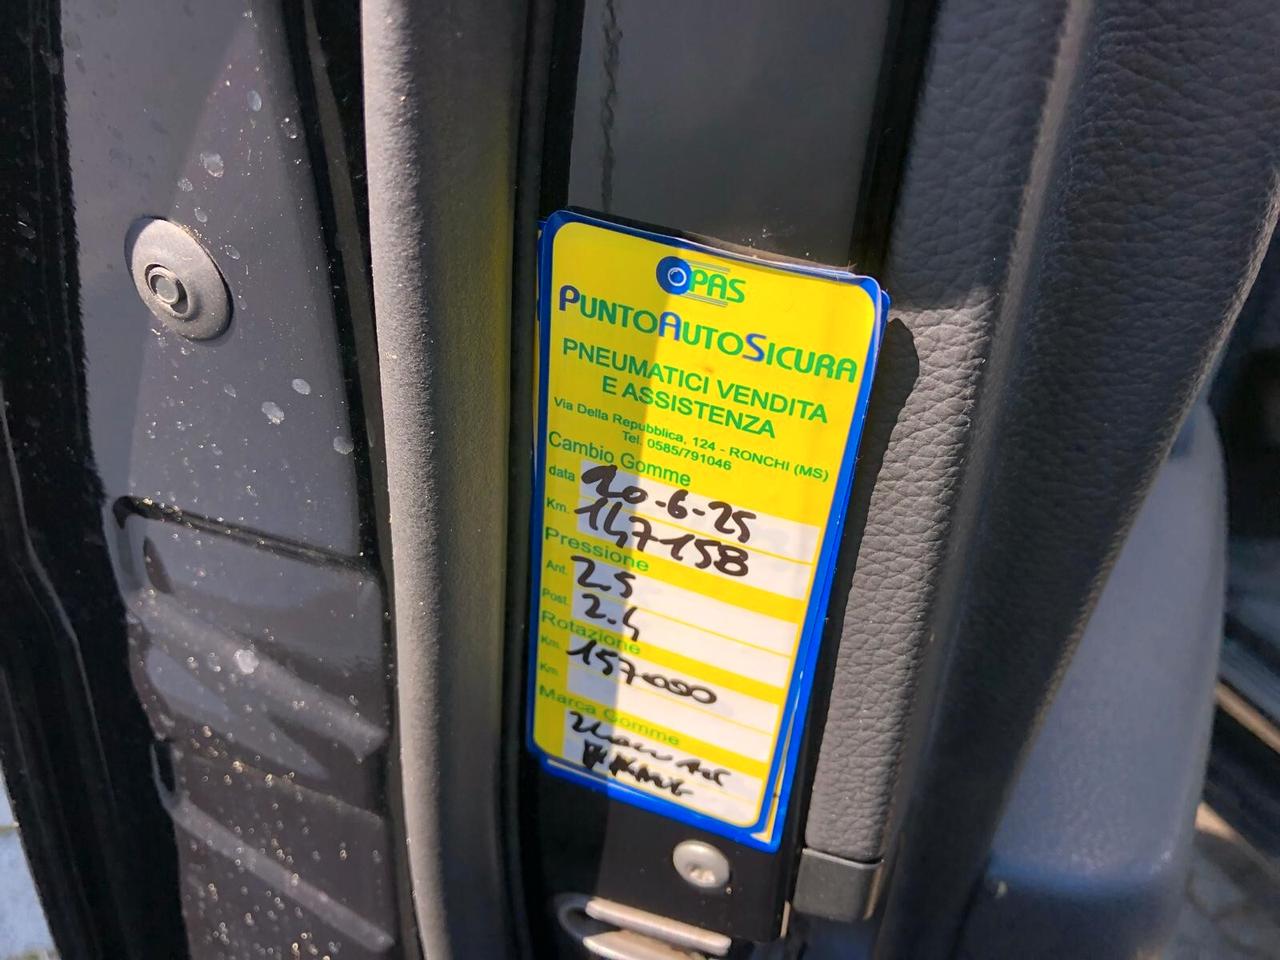 OPAS
PUNTOAUTOSICURA
PNEUMATICI VENDITA
E ASSISTENZA
Via Della Repubblica, 124 - RONCHI (MS)
Tel. 0585/791046
Cambio Gomme
data 20-6-25
Km. 147158
Pressione
Ant. 2.5
Post. 2.4
Rotazione
Km. 157000
Km.
Marca Gomme